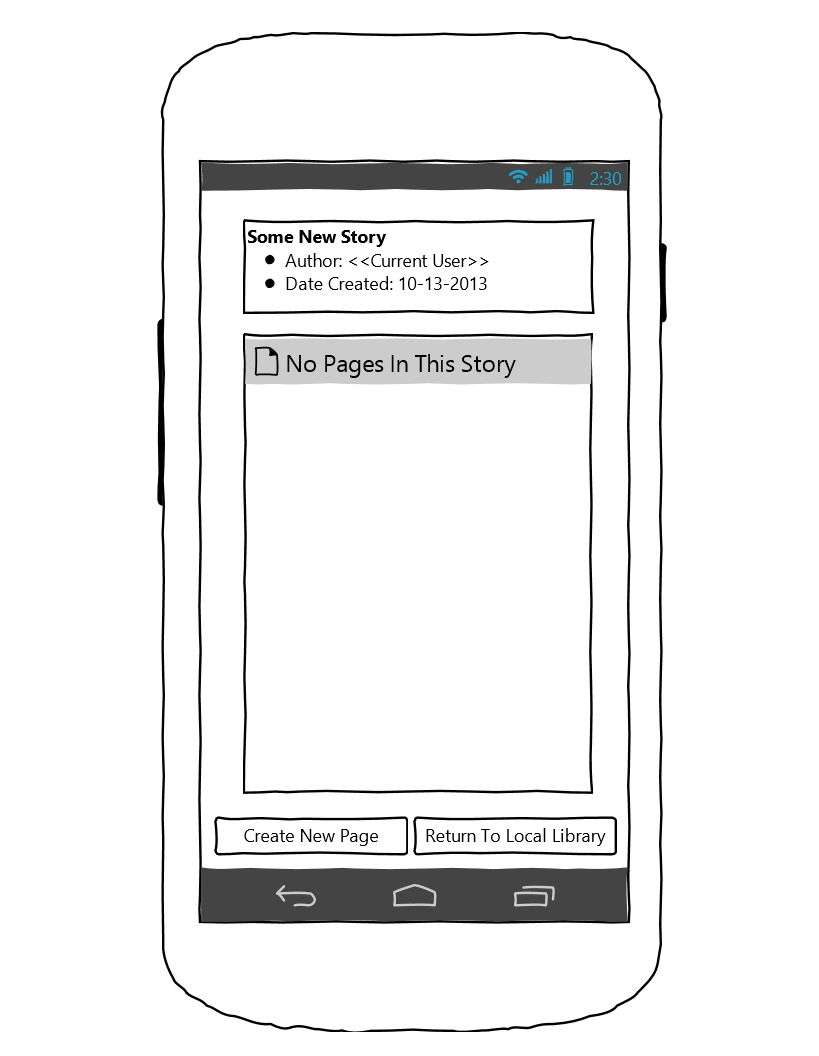 2:30
Some New Story
Author: <<Current User>>
Date Created: 10-13-2013
No Pages In This Story
Create New Page
Return To Local Library